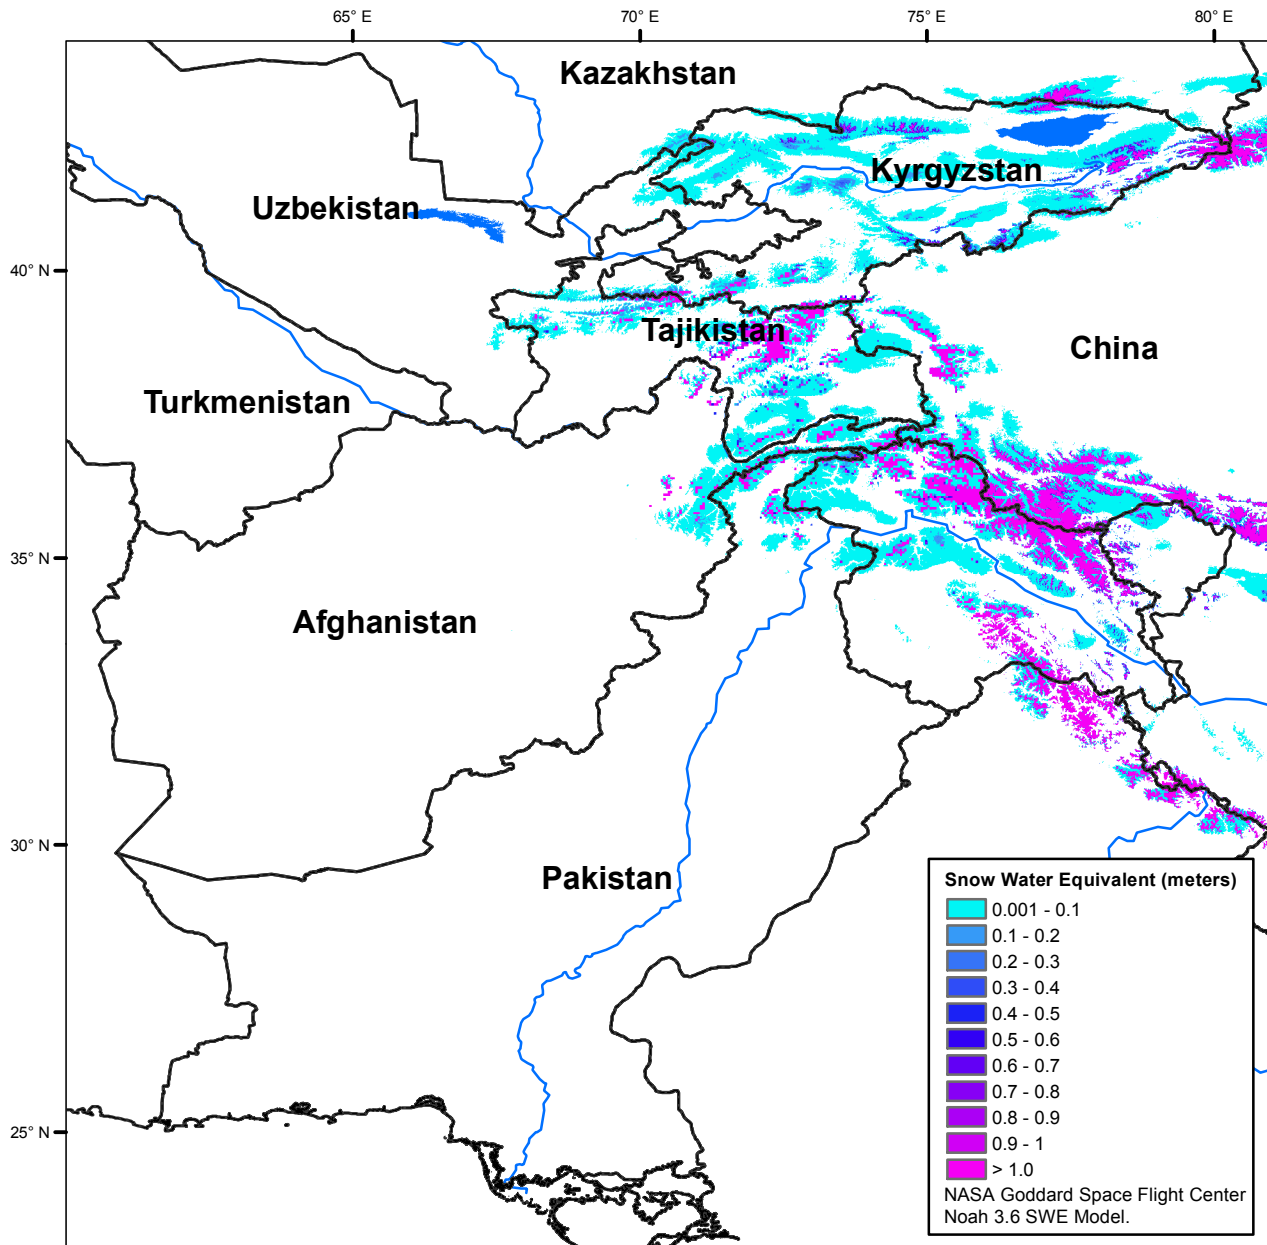 65° E
70° E
75° E
80° E
Kazakhstan
Kyrgyzstan
Uzbekistan
40° N
Tajikistan
China
Turkmenistan
35° N
Afghanistan
30° N
Pakistan
25° N
Snow Water Equivalent (meters)
0.001 - 0.1
0.1 - 0.2
0.2 - 0.3
0.3 - 0.4
0.4 - 0.5
0.5 - 0.6
0.6 - 0.7
0.7 - 0.8
0.8 - 0.9
0.9 - 1
> 1.0
NASA Goddard Space Flight Center
Noah 3.6 SWE Model.